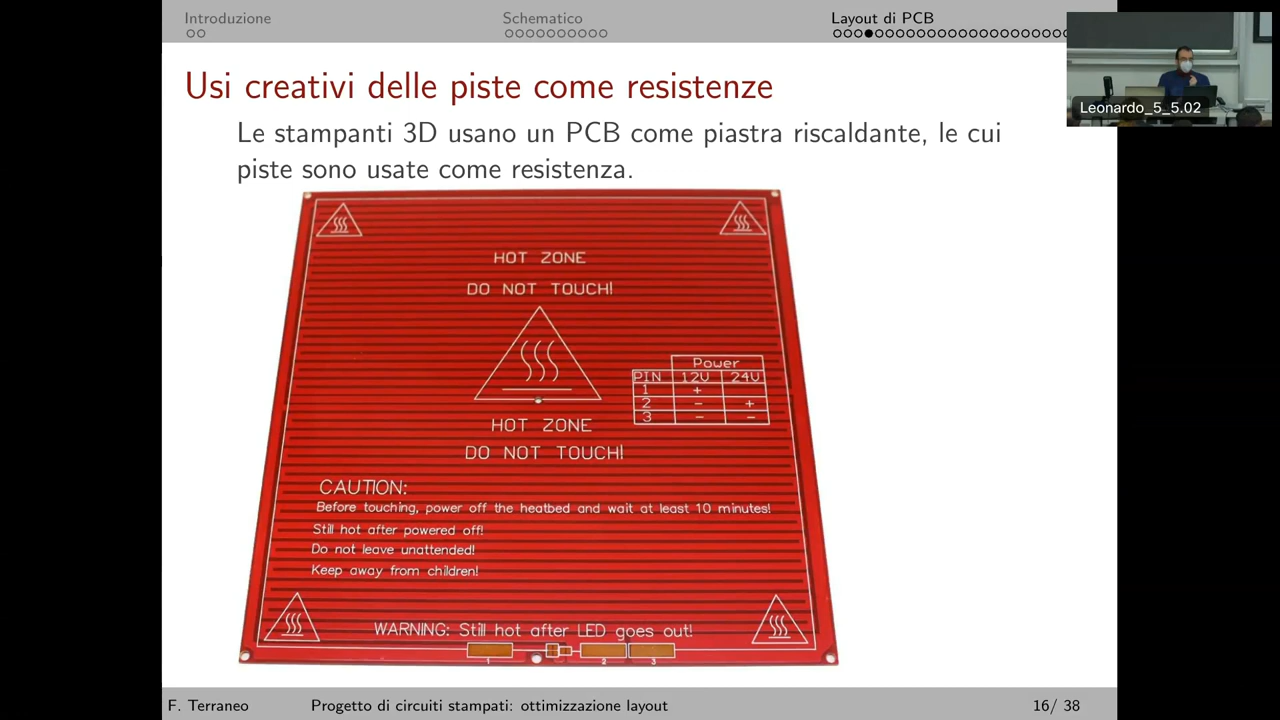 Introduzione
Schematico
Layout di PCB
Leonardo_5_5.02
Usi creativi delle piste come resistenze
Le stampanti 3D usano un PCB come piastra riscaldante, le cui
piste sono usate come resistenza.
HOT ZONE
DO NOT TOUCH!
Power
PIN 12V 24V
1 +
2 - +
3 - -
HOT ZONE
DO NOT TOUCH!
CAUTION:
Before touching, power off the heatbed and wait at least 10 minutes!
Still hot after powered off!
Do not leave unattended!
Keep away from children!
WARNING: Still hot after LED goes out!
1 2 3
F. Terraneo
Progetto di circuiti stampati: ottimizzazione layout
16/ 38